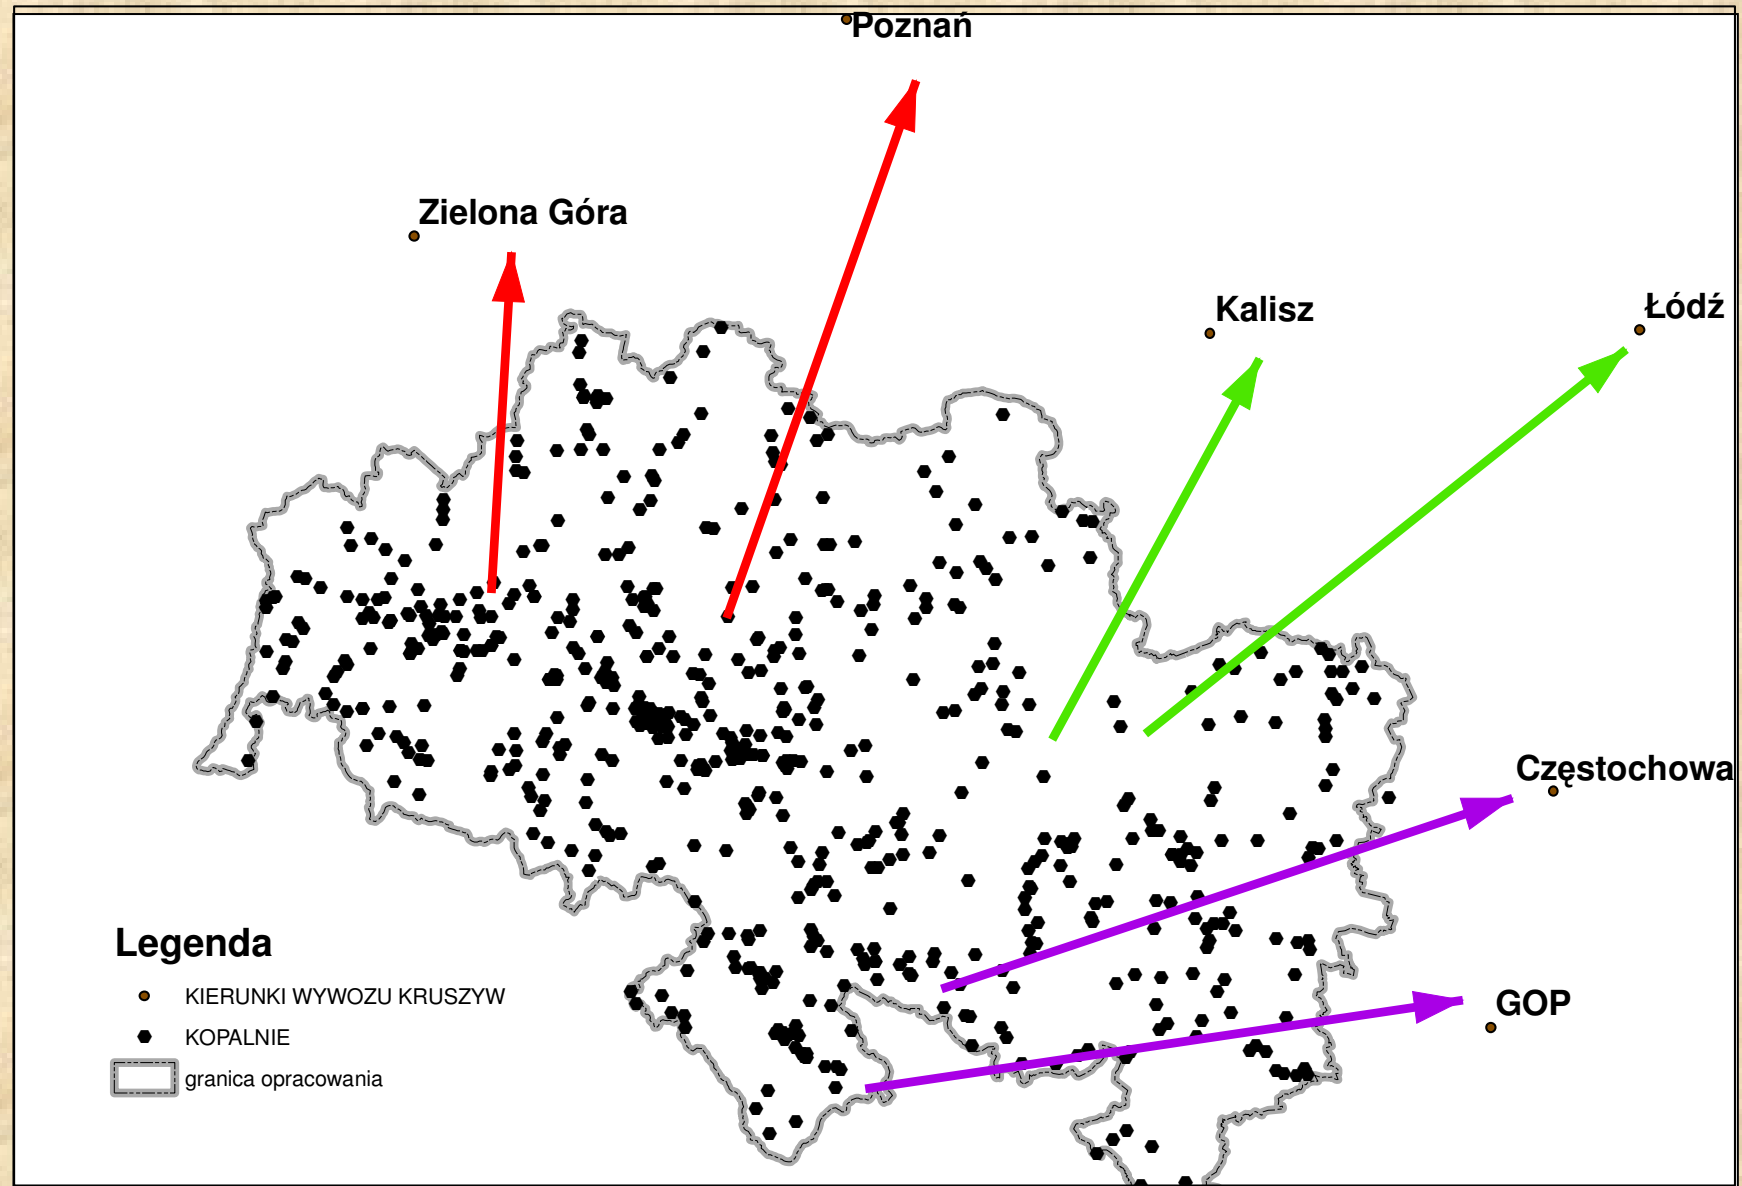 Poznań
Zielona Góra
Kalisz
Łódź
Częstochowa
GOP
Legenda
KIERUNKI WYWOZU KRUSZYW
KOPALNIE
granica opracowania